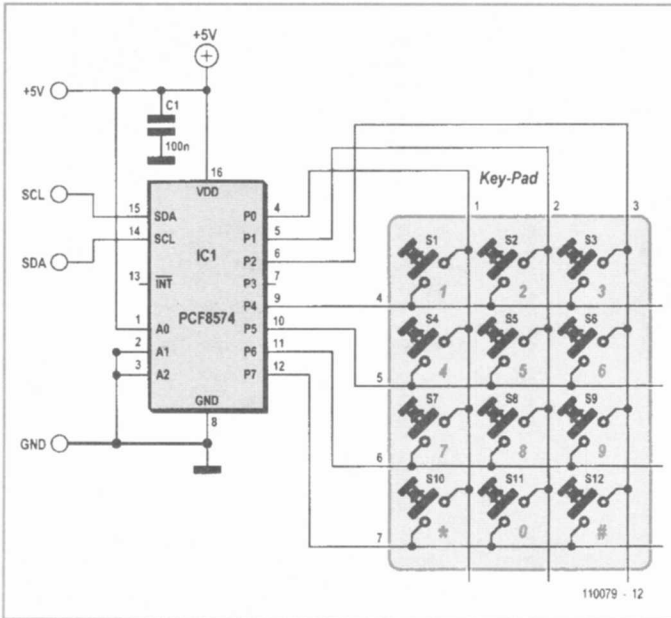 +5V
+5V
C1
100n
16
VDD
SCL
15
SDA
P0
4
14
SCL
P1
5
SDA
IC1
P2
6
13
INT
P3
7
P4
9
PCF8574
1
A0
P5
10
2
A1
P6
11
3
A2
P7
12
GND
8
GND
Key-Pad
1
2
3
4
S1
S2
S3
1
2
3
5
S4
S5
S6
4
5
6
6
S7
S8
S9
7
8
9
7
S10
S11
S12
*
0
#
110079 - 12